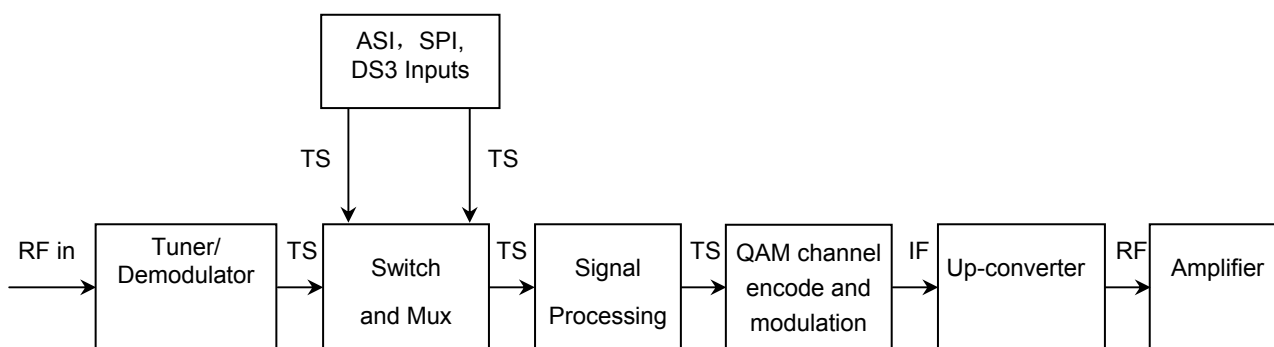 ASI，SPI,
DS3 Inputs
TS
TS
RF in
Tuner/
Demodulator
TS
Switch
and Mux
TS
Signal
Processing
TS
QAM channel
encode and
modulation
IF
Up-converter
RF
Amplifier